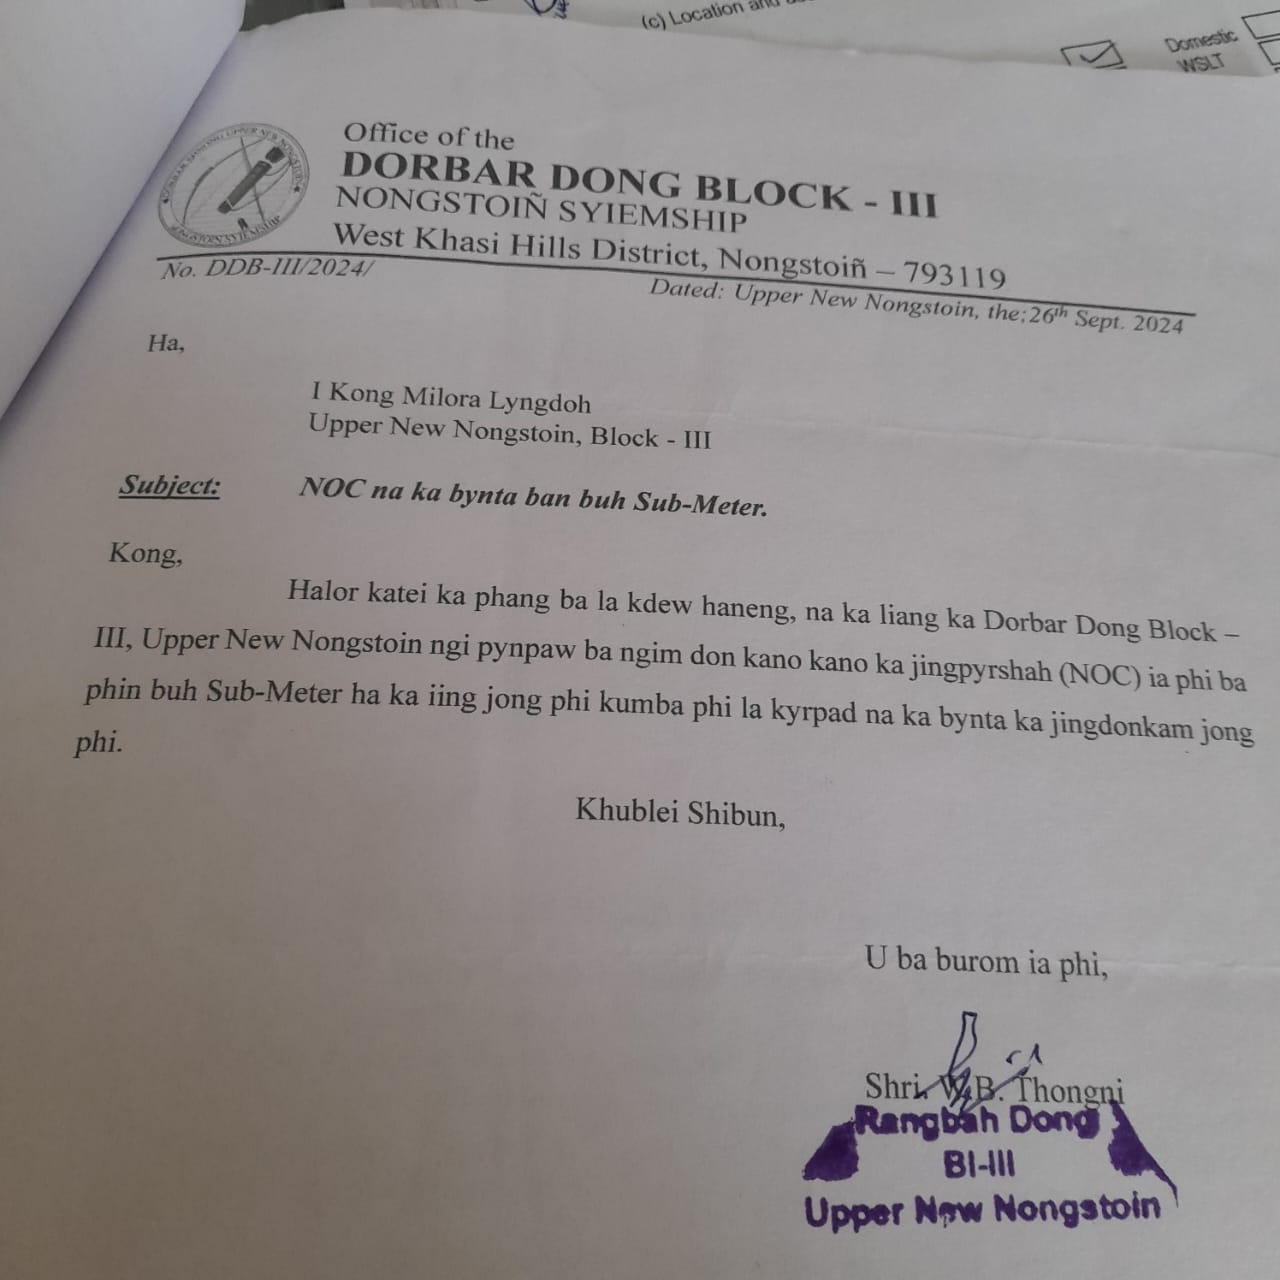 (c) Location and
Domestic
WSLT
Office of the
DORBAR DONG BLOCK - III
NONGSTOIÑ SYIEMSHIP
West Khasi Hills District, Nongstoiñ – 793119
No. DDB-III/2024/
Dated: Upper New Nongstoin, the;26th Sept. 2024
Ha,
I Kong Milora Lyngdoh
Upper New Nongstoin, Block - III
Subject: NOC na ka bynta ban buh Sub-Meter.
Kong,
Halor katei ka phang ba la kdew haneng, na ka liang ka Dorbar Dong Block –
III, Upper New Nongstoin ngi pynpaw ba ngim don kano kano ka jingpyrshah (NOC) ia phi ba
phin buh Sub-Meter ha ka iing jong phi kumba phi la kyrpad na ka bynta ka jingdonkam jong
phi.
Khublei Shibun,
U ba burom ia phi,
Shri. W.B. Thongni
Rangbah Dong
Bl-III
Upper New Nongstoin